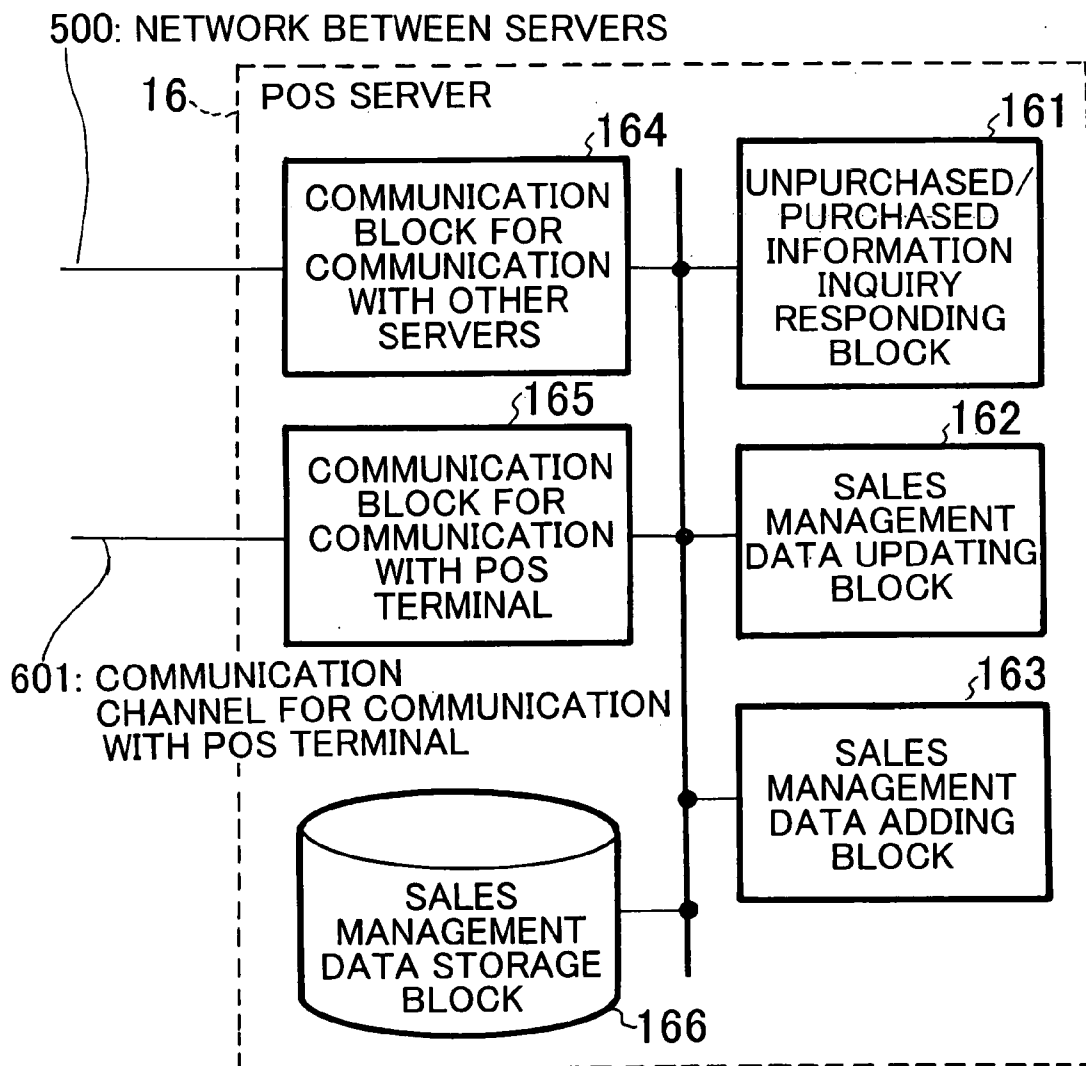 500: NETWORK BETWEEN SERVERS
16
POS SERVER
164
COMMUNICATION
BLOCK FOR
COMMUNICATION
WITH OTHER
SERVERS
161
UNPURCHASED/
PURCHASED
INFORMATION
INQUIRY
RESPONDING
BLOCK
165
COMMUNICATION
BLOCK FOR
COMMUNICATION
WITH POS
TERMINAL
162
SALES
MANAGEMENT
DATA UPDATING
BLOCK
601: COMMUNICATION
CHANNEL FOR COMMUNICATION
WITH POS TERMINAL
163
SALES
MANAGEMENT
DATA ADDING
BLOCK
SALES
MANAGEMENT
DATA STORAGE
BLOCK
166